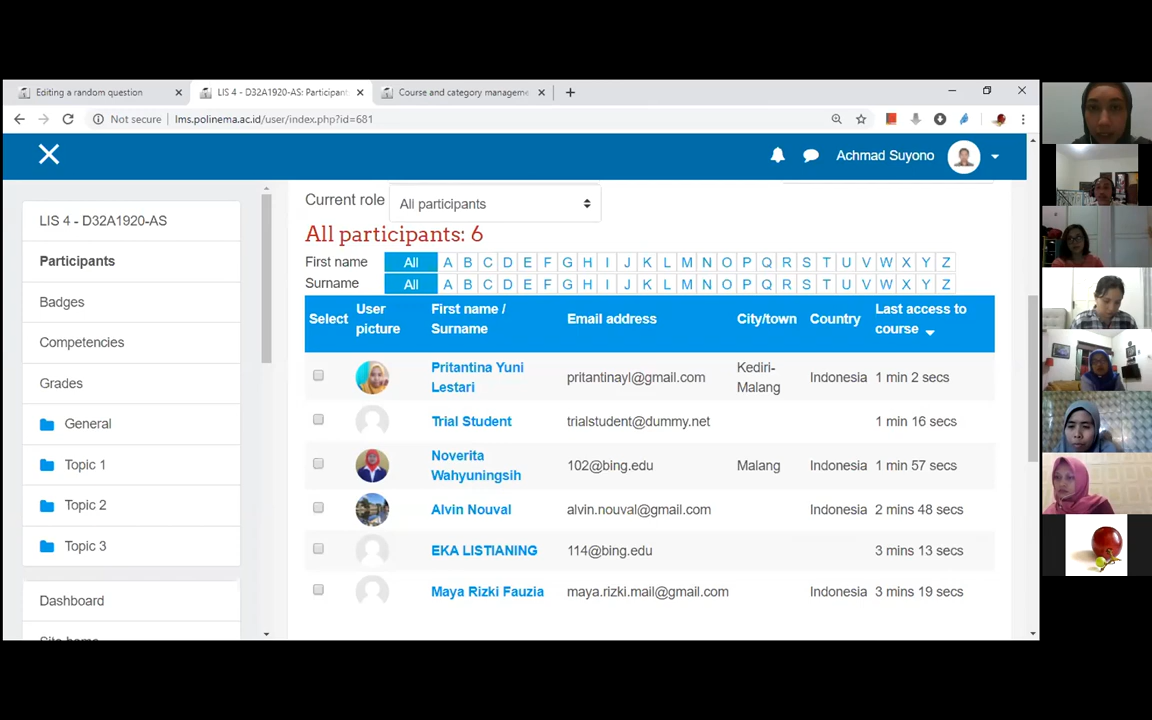 Editing a random question
LIS 4 - D32A1920-AS: Participant
Course and category manageme
Not secure lms.polinema.ac.id/user/index.php?id=681
Achmad Suyono
LIS 4 - D32A1920-AS
Participants
Badges
Competencies
Grades
General
Topic 1
Topic 2
Topic 3
Dashboard
Site home
Current role All participants
All participants: 6
First name All A B C D E F G H I J K L M N O P Q R S T U V W X Y Z
Surname All A B C D E F G H I J K L M N O P Q R S T U V W X Y Z
Select User picture First name / Surname Email address City/town Country Last access to course
Pritantina Yuni Lestari pritantinayl@gmail.com Kediri-Malang Indonesia 1 min 2 secs
Trial Student trialstudent@dummy.net 1 min 16 secs
Noverita Wahyuningsih 102@bing.edu Malang Indonesia 1 min 57 secs
Alvin Nouval alvin.nouval@gmail.com Indonesia 2 mins 48 secs
EKA LISTIANING 114@bing.edu 3 mins 13 secs
Maya Rizki Fauzia maya.rizki.mail@gmail.com Indonesia 3 mins 19 secs